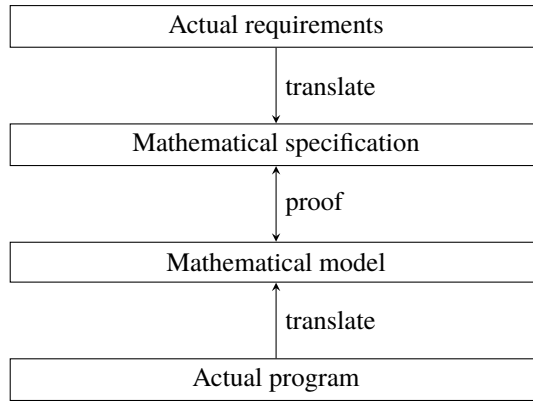 Actual requirements
translate
Mathematical specification
proof
Mathematical model
translate
Actual program